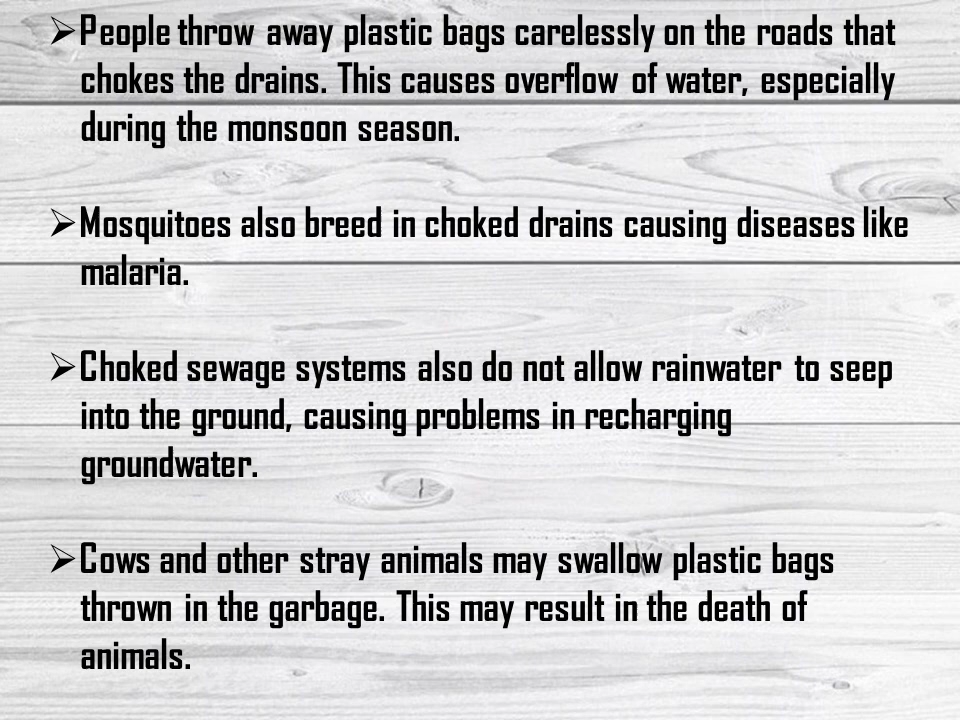 ➢People throw away plastic bags carelessly on the roads that
chokes the drains. This causes overflow of water, especially
during the monsoon season.
➢Mosquitoes also breed in choked drains causing diseases like
malaria.
➢Choked sewage systems also do not allow rainwater to seep
into the ground, causing problems in recharging
groundwater.
➢Cows and other stray animals may swallow plastic bags
thrown in the garbage. This may result in the death of
animals.